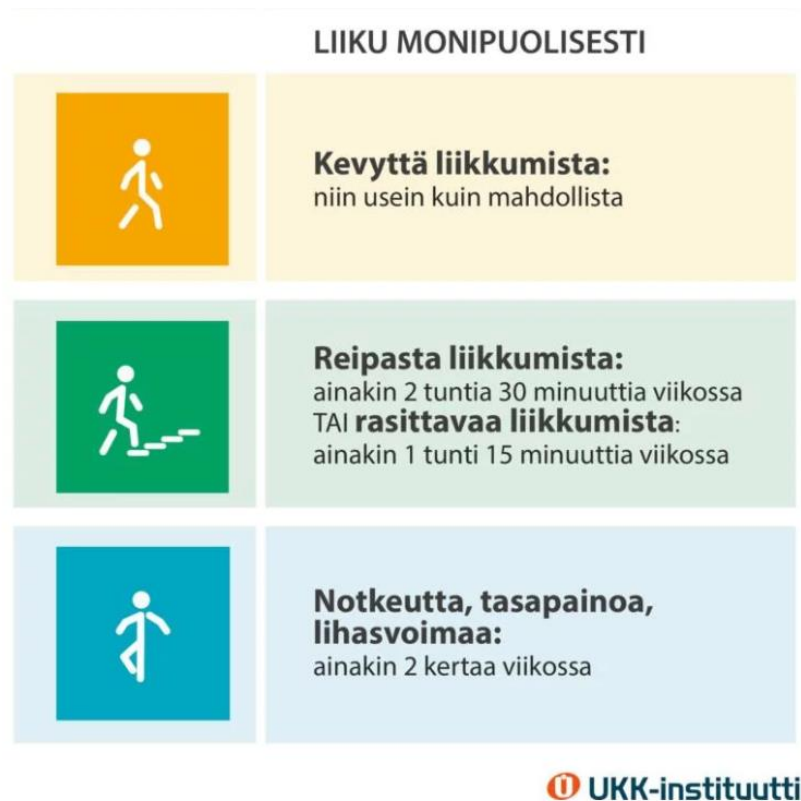 LIIKU MONIPUOLISESTI
Kevyttä liikkumista:
niin usein kuin mahdollista
Reipasta liikkumista:
ainakin 2 tuntia 30 minuuttia viikossa
TAI rasittavaa liikkumista:
ainakin 1 tunti 15 minuuttia viikossa
Notkeutta, tasapainoa,
lihasvoimaa:
ainakin 2 kertaa viikossa
UKK-instituutti